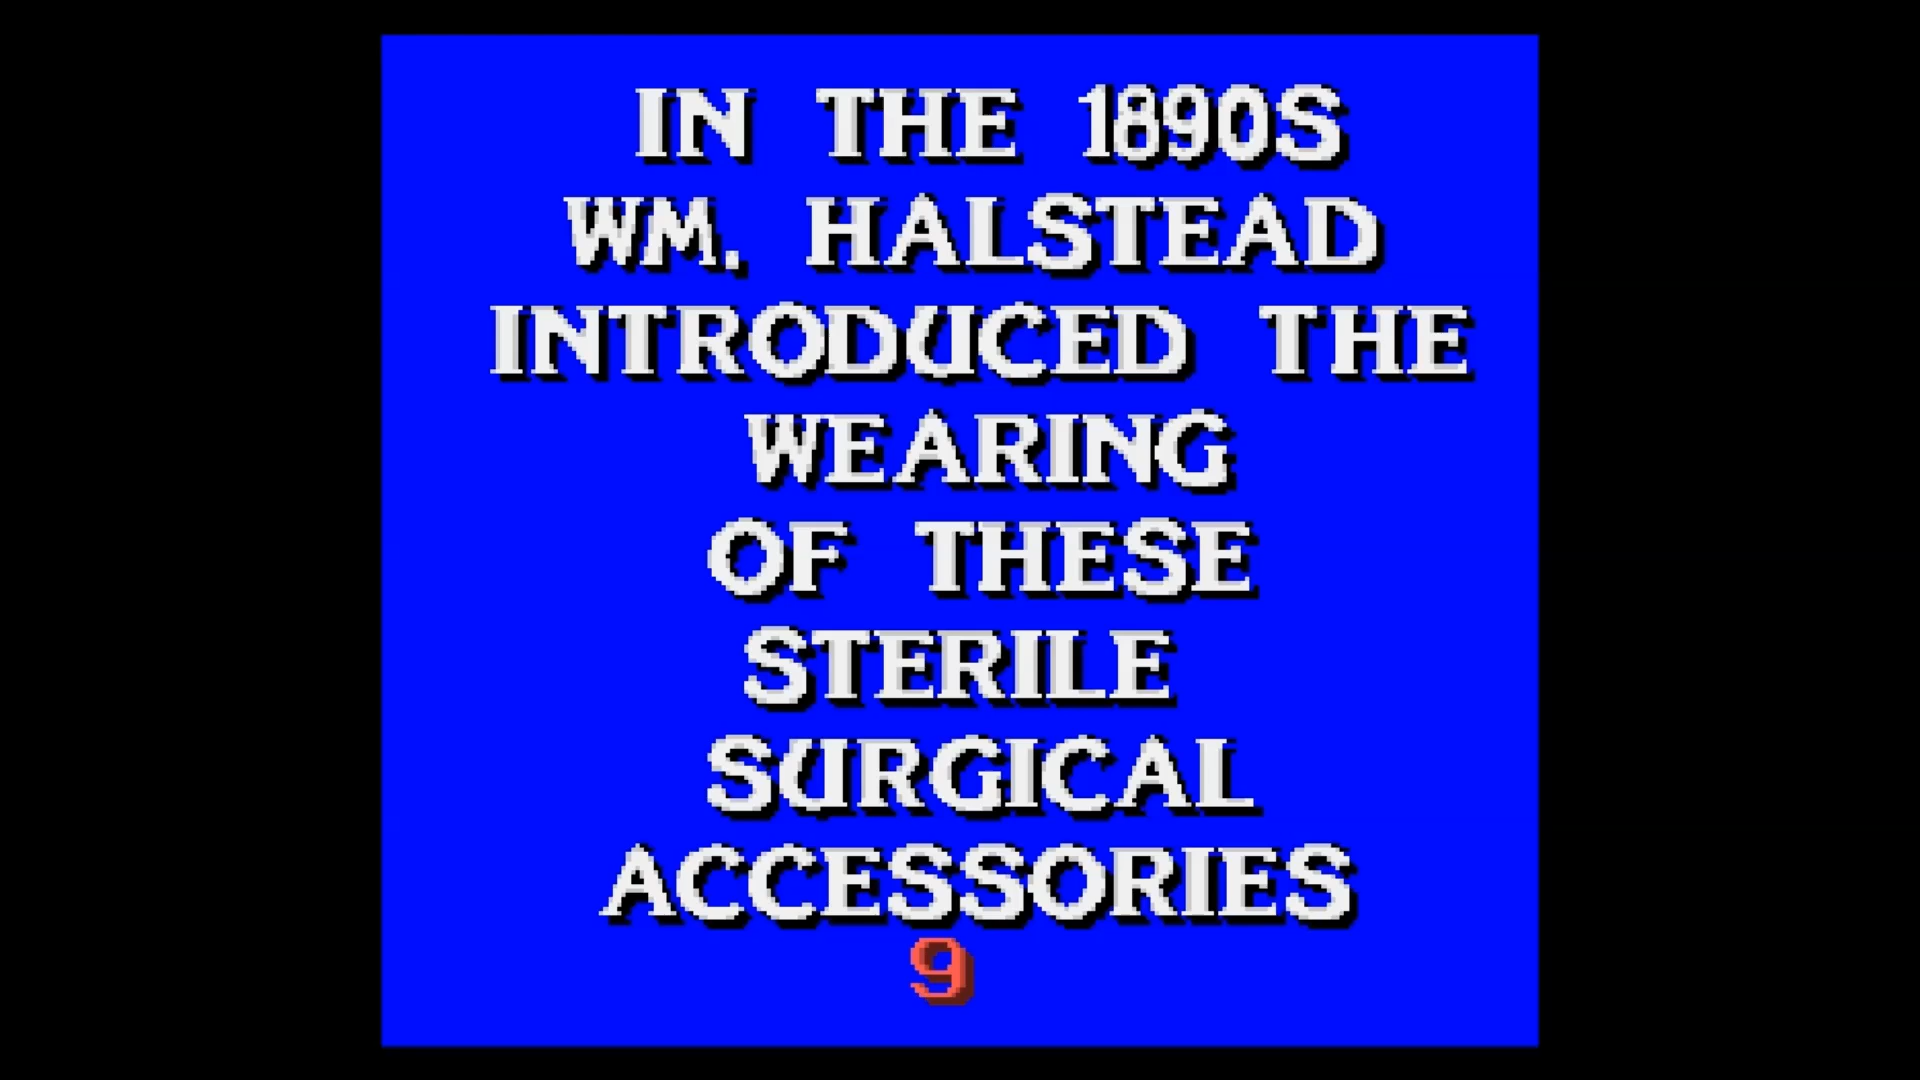 IN THE 1890S
WM. HALSTEAD
INTRODUCED THE
WEARING
OF THESE
STERILE
SURGICAL
ACCESSORIES
9